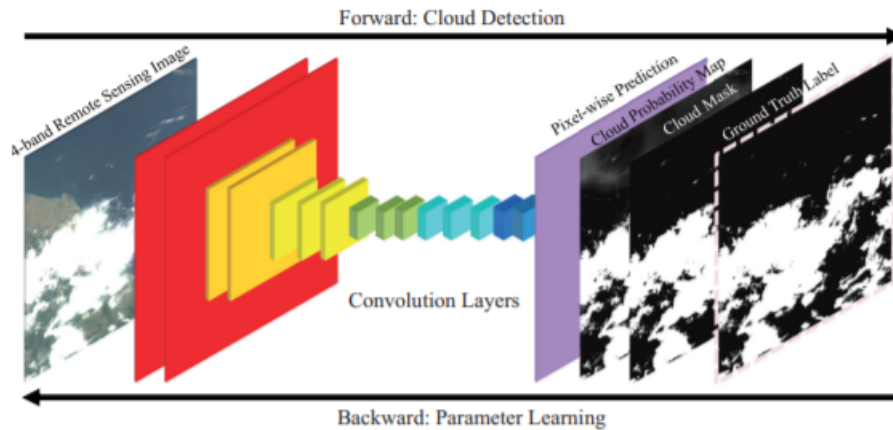 Forward: Cloud Detection
4-band Remote Sensing Image
Pixel-wise Prediction
Cloud Probability Map
Cloud Mask
Ground Truth Label
Convolution Layers
Backward: Parameter Learning